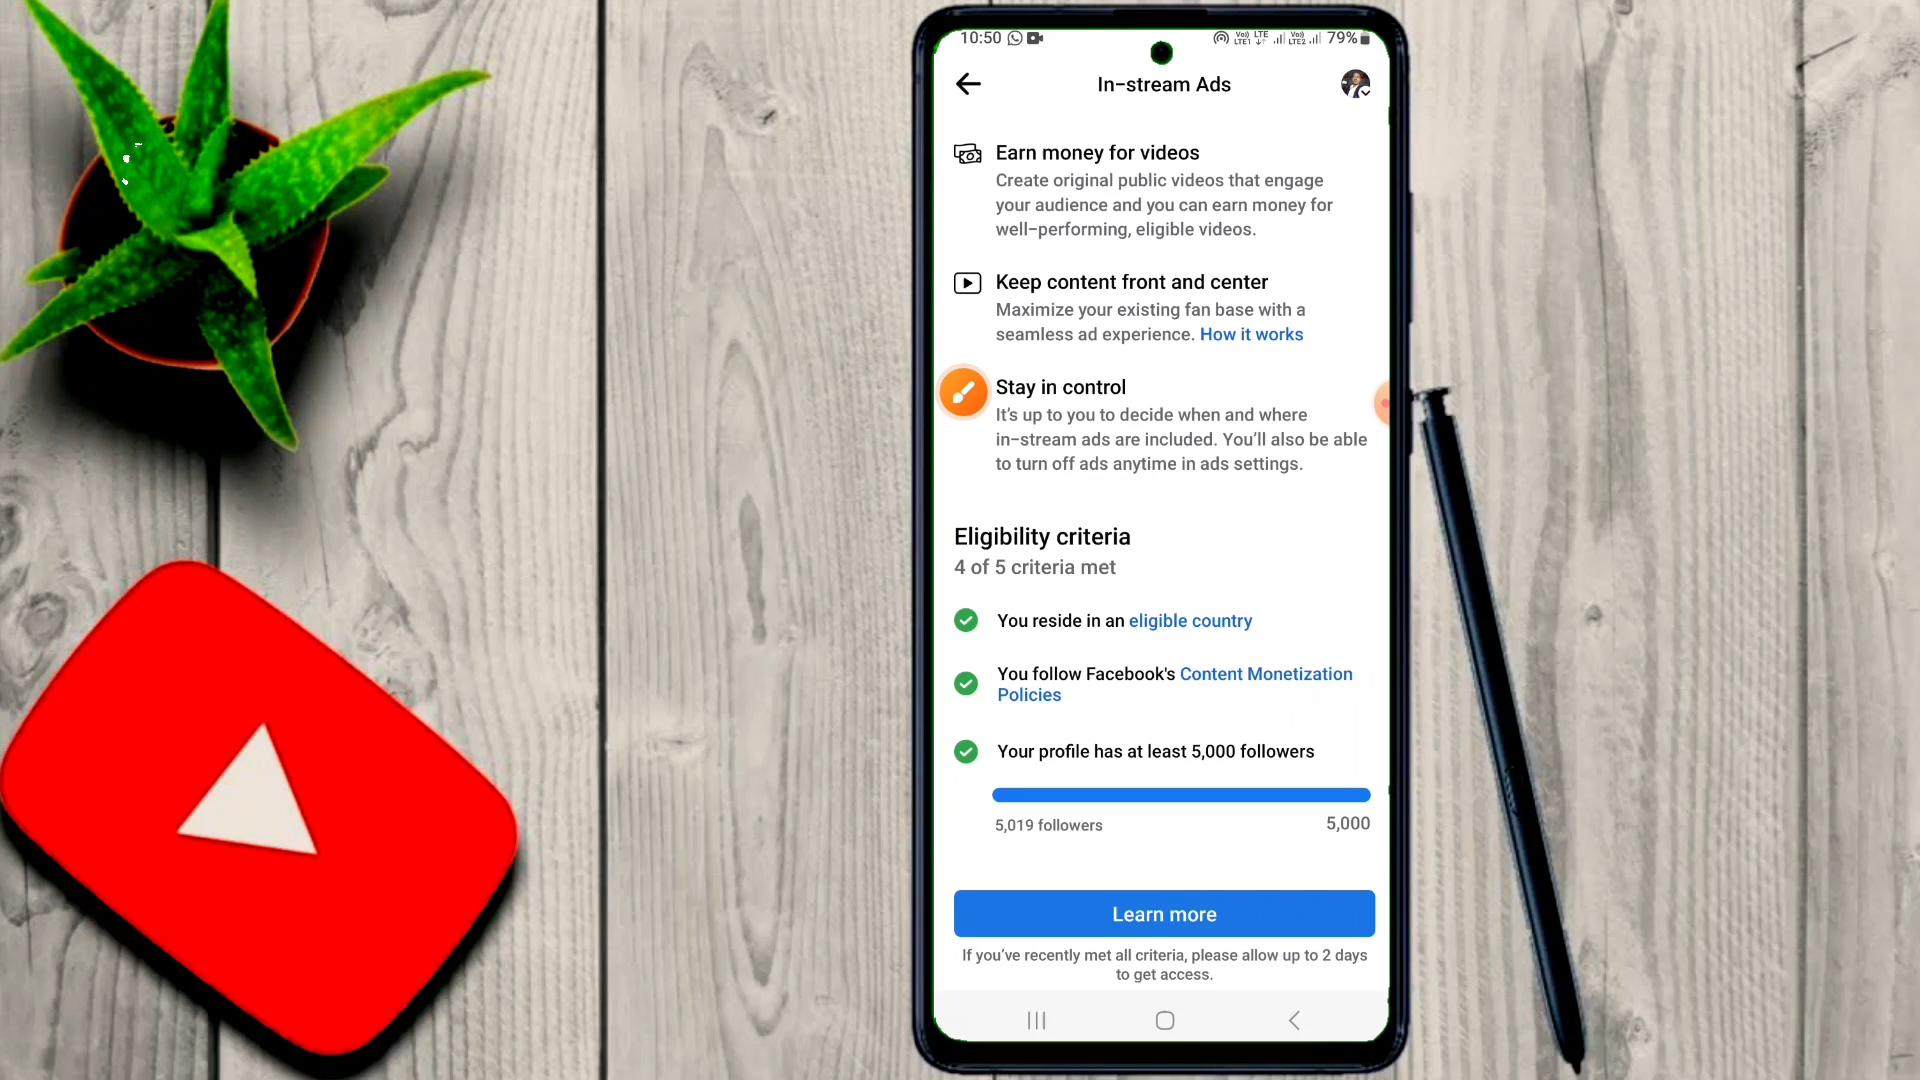 10:50
Vo) LTE1
LTE
Vo) LTE2
79%
In-stream Ads
Earn money for videos
Create original public videos that engage
your audience and you can earn money for
well-performing, eligible videos.
Keep content front and center
Maximize your existing fan base with a
seamless ad experience. How it works
Stay in control
It's up to you to decide when and where
in-stream ads are included. You'll also be able
to turn off ads anytime in ads settings.
Eligibility criteria
4 of 5 criteria met
You reside in an eligible country
You follow Facebook's Content Monetization
Policies
Your profile has at least 5,000 followers
5,019 followers
5,000
Learn more
If you've recently met all criteria, please allow up to 2 days
to get access.